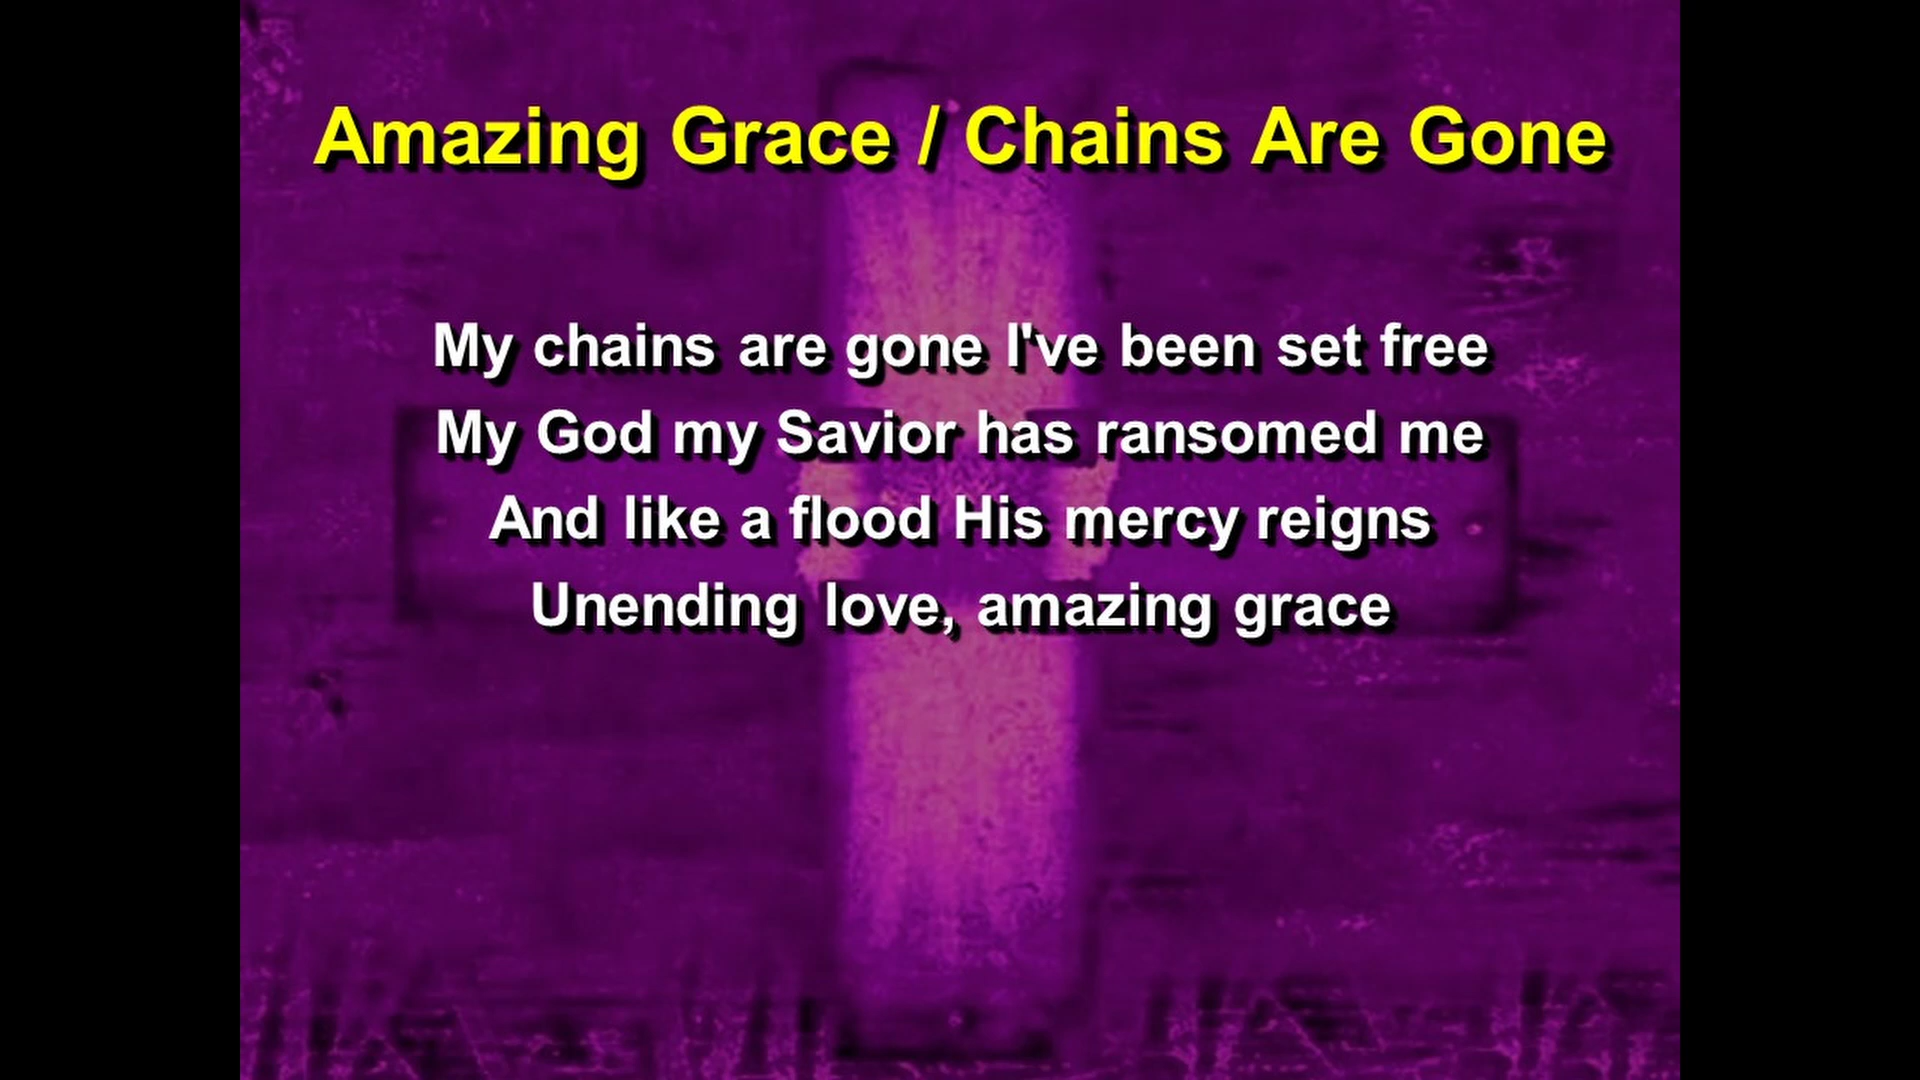 Amazing Grace / Chains Are Gone
My chains are gone I've been set free
My God my Savior has ransomed me
And like a flood His mercy reigns
Unending love, amazing grace